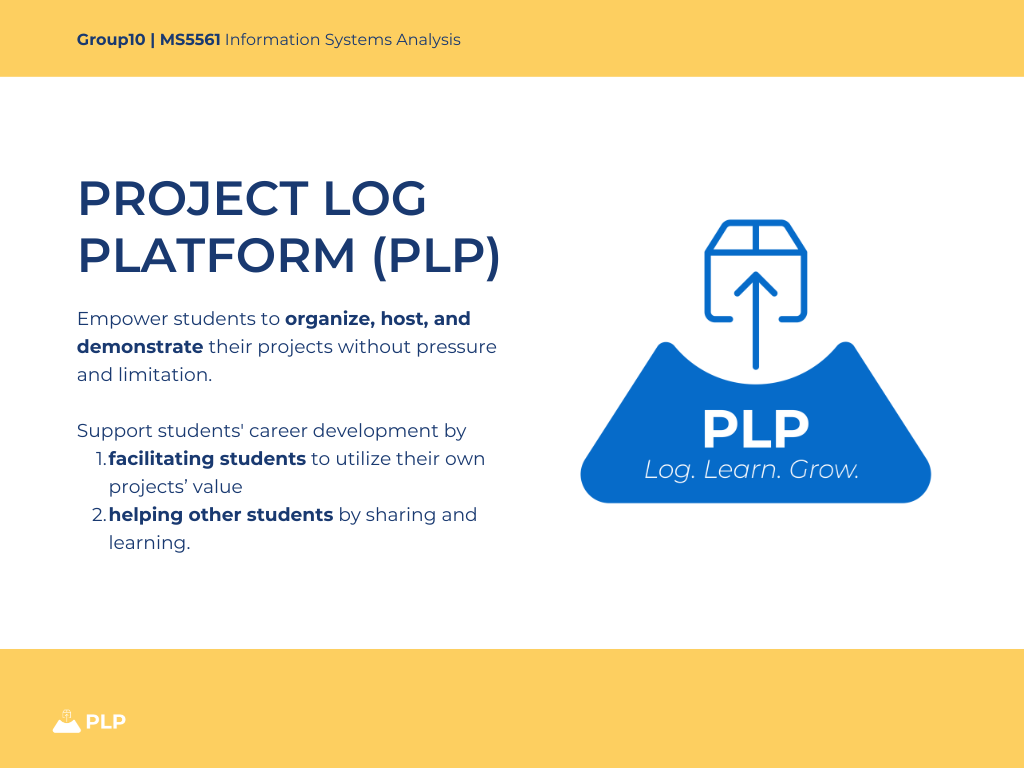 Group10 | MS5561 Information Systems Analysis
PROJECT LOG
PLATFORM (PLP)
Empower students to organize, host, and
demonstrate their projects without pressure
and limitation.
Support students' career development by
1. facilitating students to utilize their own
projects’ value
2. helping other students by sharing and
learning.
PLP
Log. Learn. Grow.
PLP